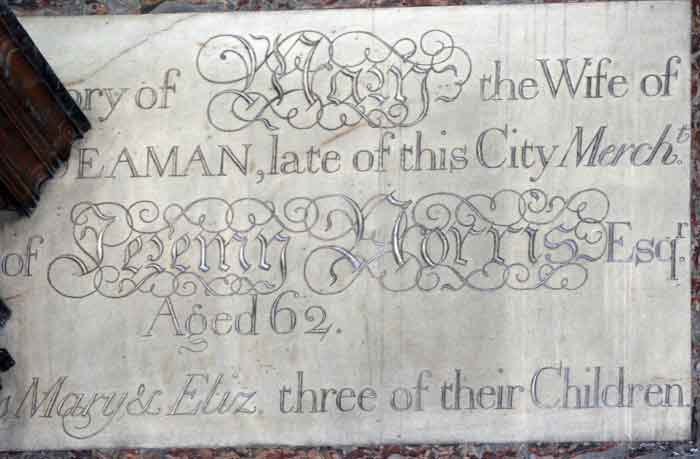 ory of Mary the Wife of
EAMAN, late of this City Merch.t
of Jeremy Norris Esq.r
Aged 62.
Mary & Eliz. three of their Children